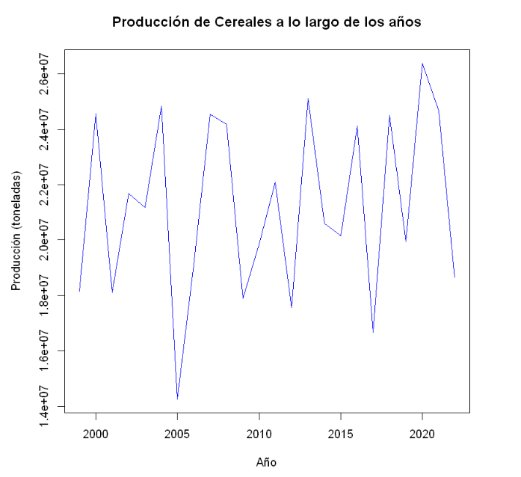 Producción de Cereales a lo largo de los años
Producción (toneladas)
2.6e+07
2.4e+07
2.2e+07
2.0e+07
1.8e+07
1.6e+07
1.4e+07
2000 2005 2010 2015 2020
Año